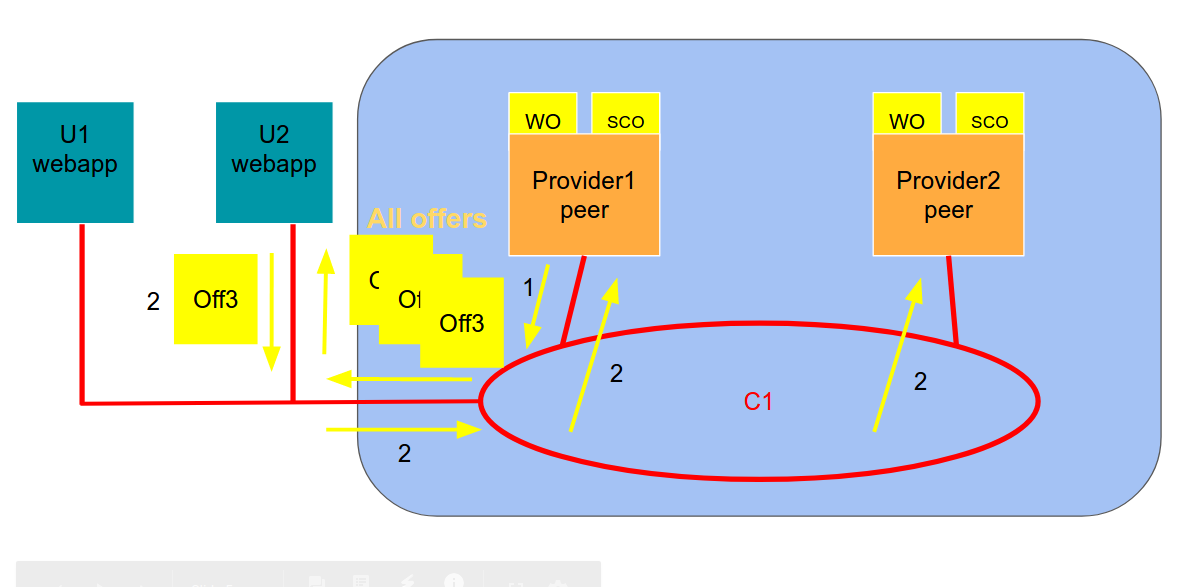 U1
webapp
U2
webapp
WO
SCO
Provider1
peer
WO
SCO
Provider2
peer
All offers
2
Off3
Off3
1
2
2
C1
2